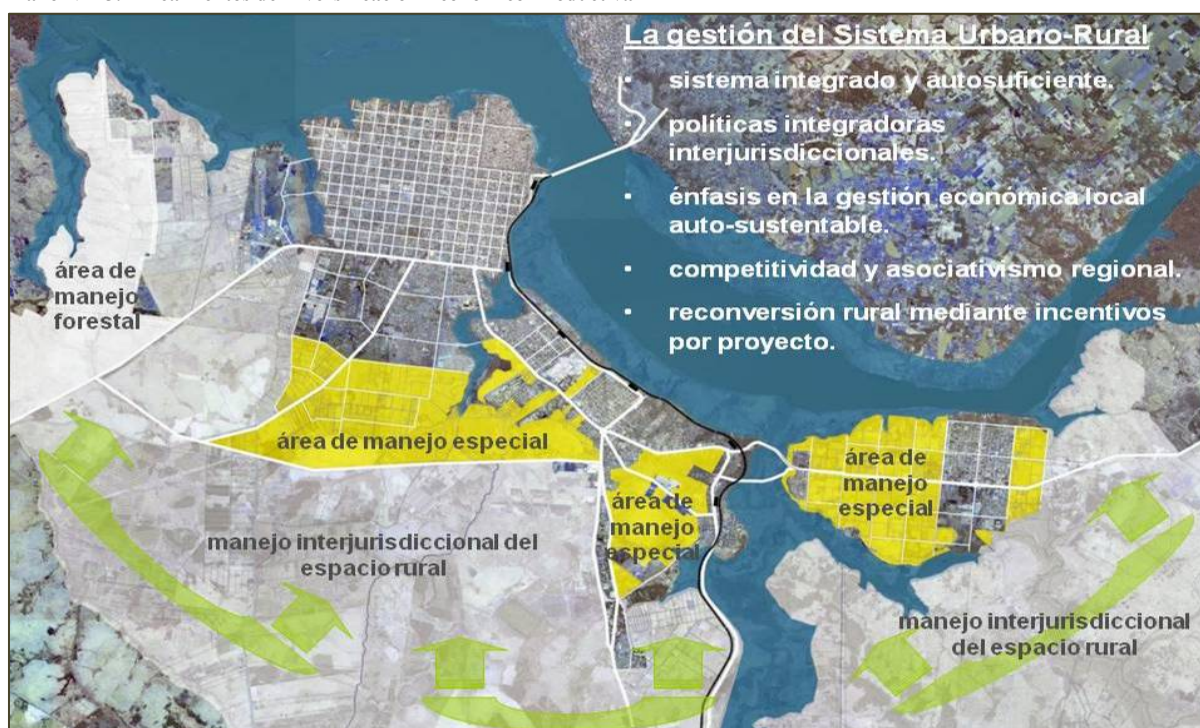 La gestión del Sistema Urbano-Rural
▪ sistema integrado y autosuficiente.
▪ políticas integradoras
interjurisdiccionales.
▪ énfasis en la gestión económica local
auto-sustentable.
▪ competitividad y asociativismo regional.
▪ reconversión rural mediante incentivos
por proyecto.
área de
manejo
forestal
área de manejo especial
área de
manejo
especial
área de
manejo
especial
manejo interjurisdiccional del
espacio rural
manejo interjurisdiccional
del espacio rural